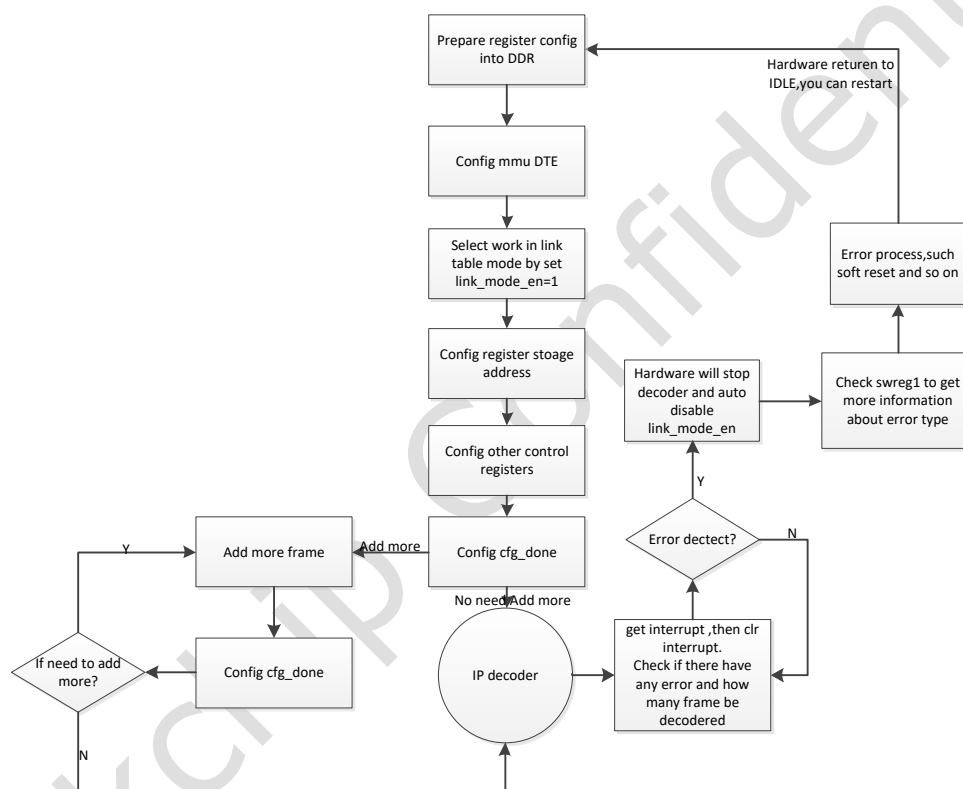 Prepare register config
into DDR
Hardware returen to
IDLE,you can restart
Config mmu DTE
Select work in link
table mode by set
link_mode_en=1
Error process,such
soft reset and so on
Config register stoage
address
Hardware will stop
decoder and auto
disable
link_mode_en
Check swreg1 to get
more information
about error type
Config other control
registers
Y
Error dectect?
N
Y
Add more frame
Add more
Config cfg_done
No need Add more
If need to add
more?
Config cfg_done
IP decoder
get interrupt ,then clr
interrupt.
Check if there have
any error and how
many frame be
decodered
N